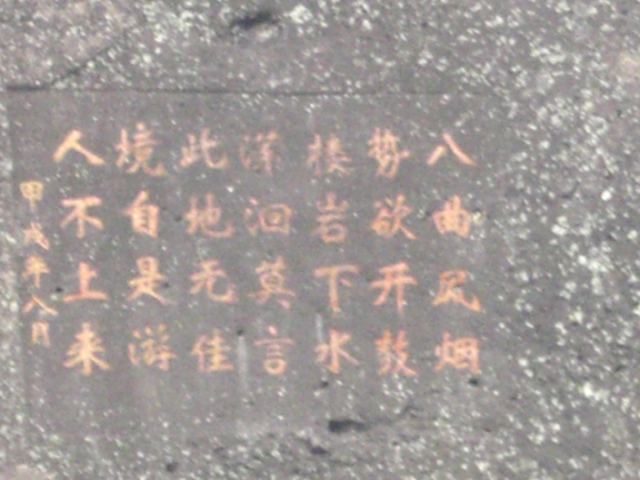 八曲风烟
势欲开鼓
楼岩下水
潆洄莫言
此地无佳
境自是游
人不上来
甲戌年八月